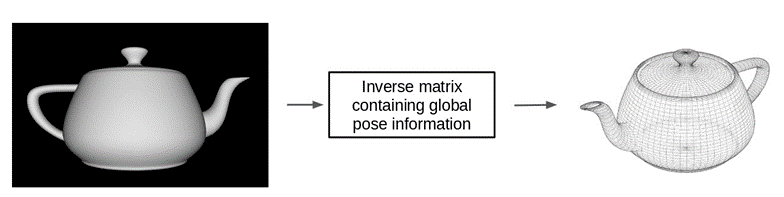 Inverse matrix
containing global
pose information